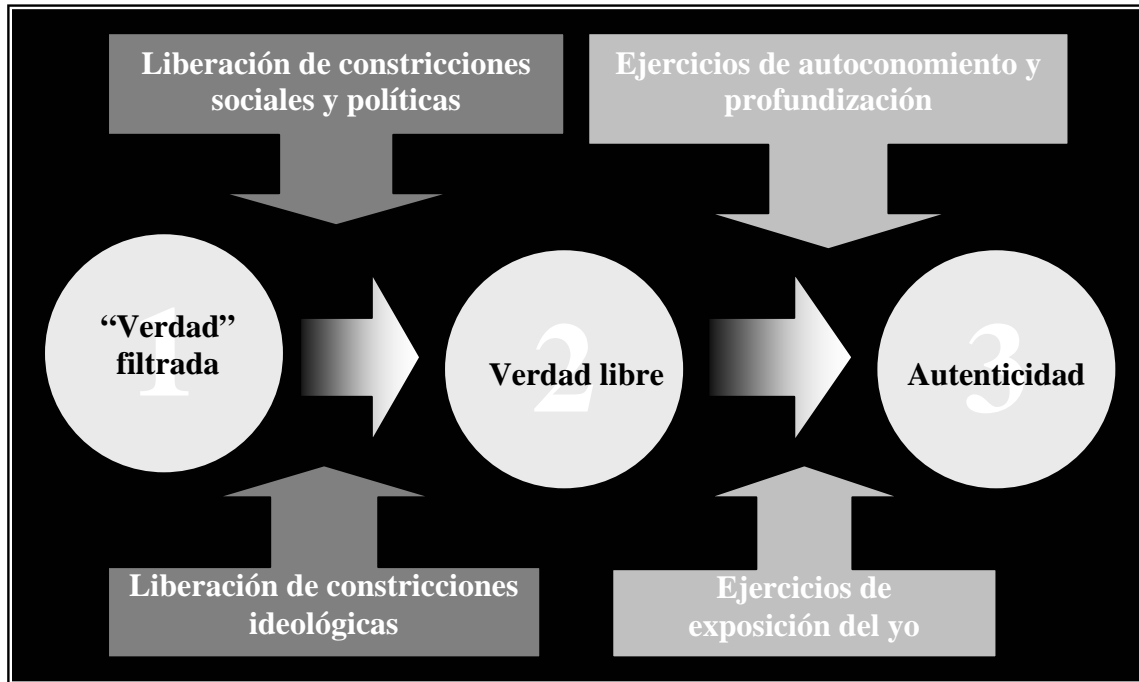 Liberación de constricciones
sociales y políticas
Ejercicios de autoconomiento y
profundización
1
“Verdad”
filtrada
2
Verdad libre
3
Autenticidad
Liberación de constricciones
ideológicas
Ejercicios de
exposición del yo